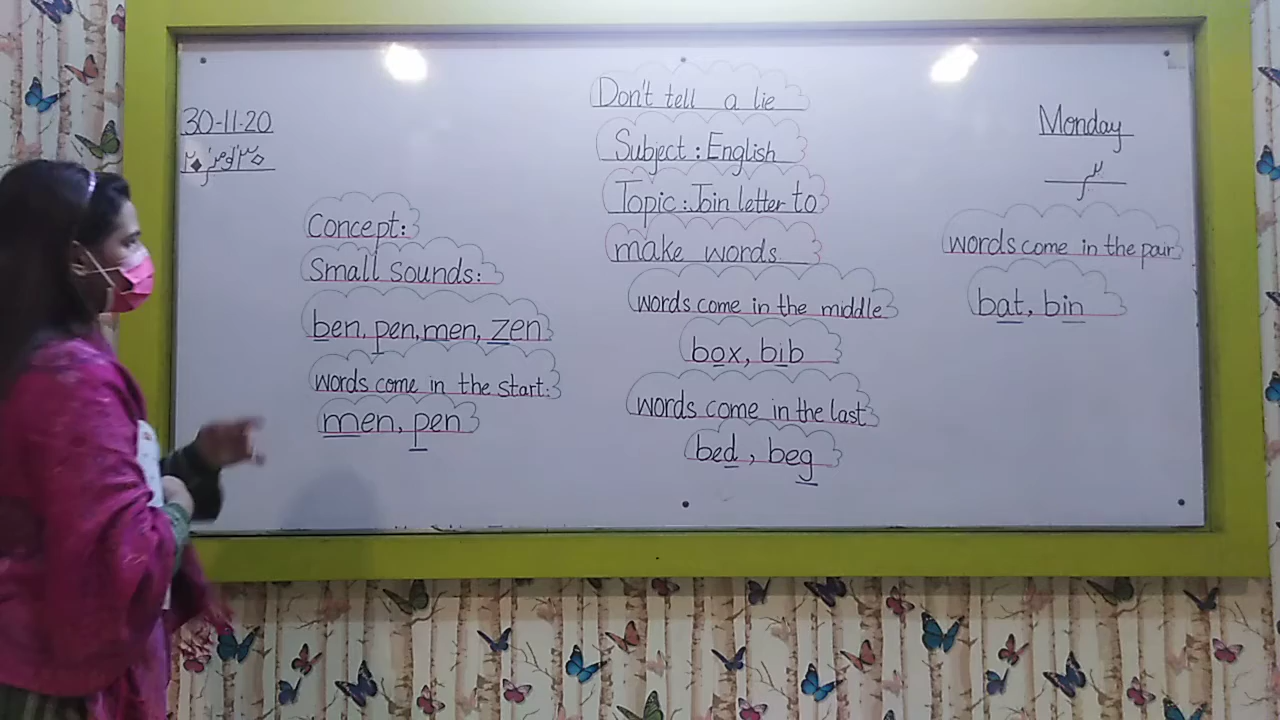 Don't tell a lie
30-11-20
Monday
Subject : English
پیر
Topic : Join letter to
make words
Concept:
Small sounds:
ben, pen, men, zen
words come in the start:
men, pen
words come in the middle
box, bib
words come in the last
bed, beg
words come in the pair
bat, bin